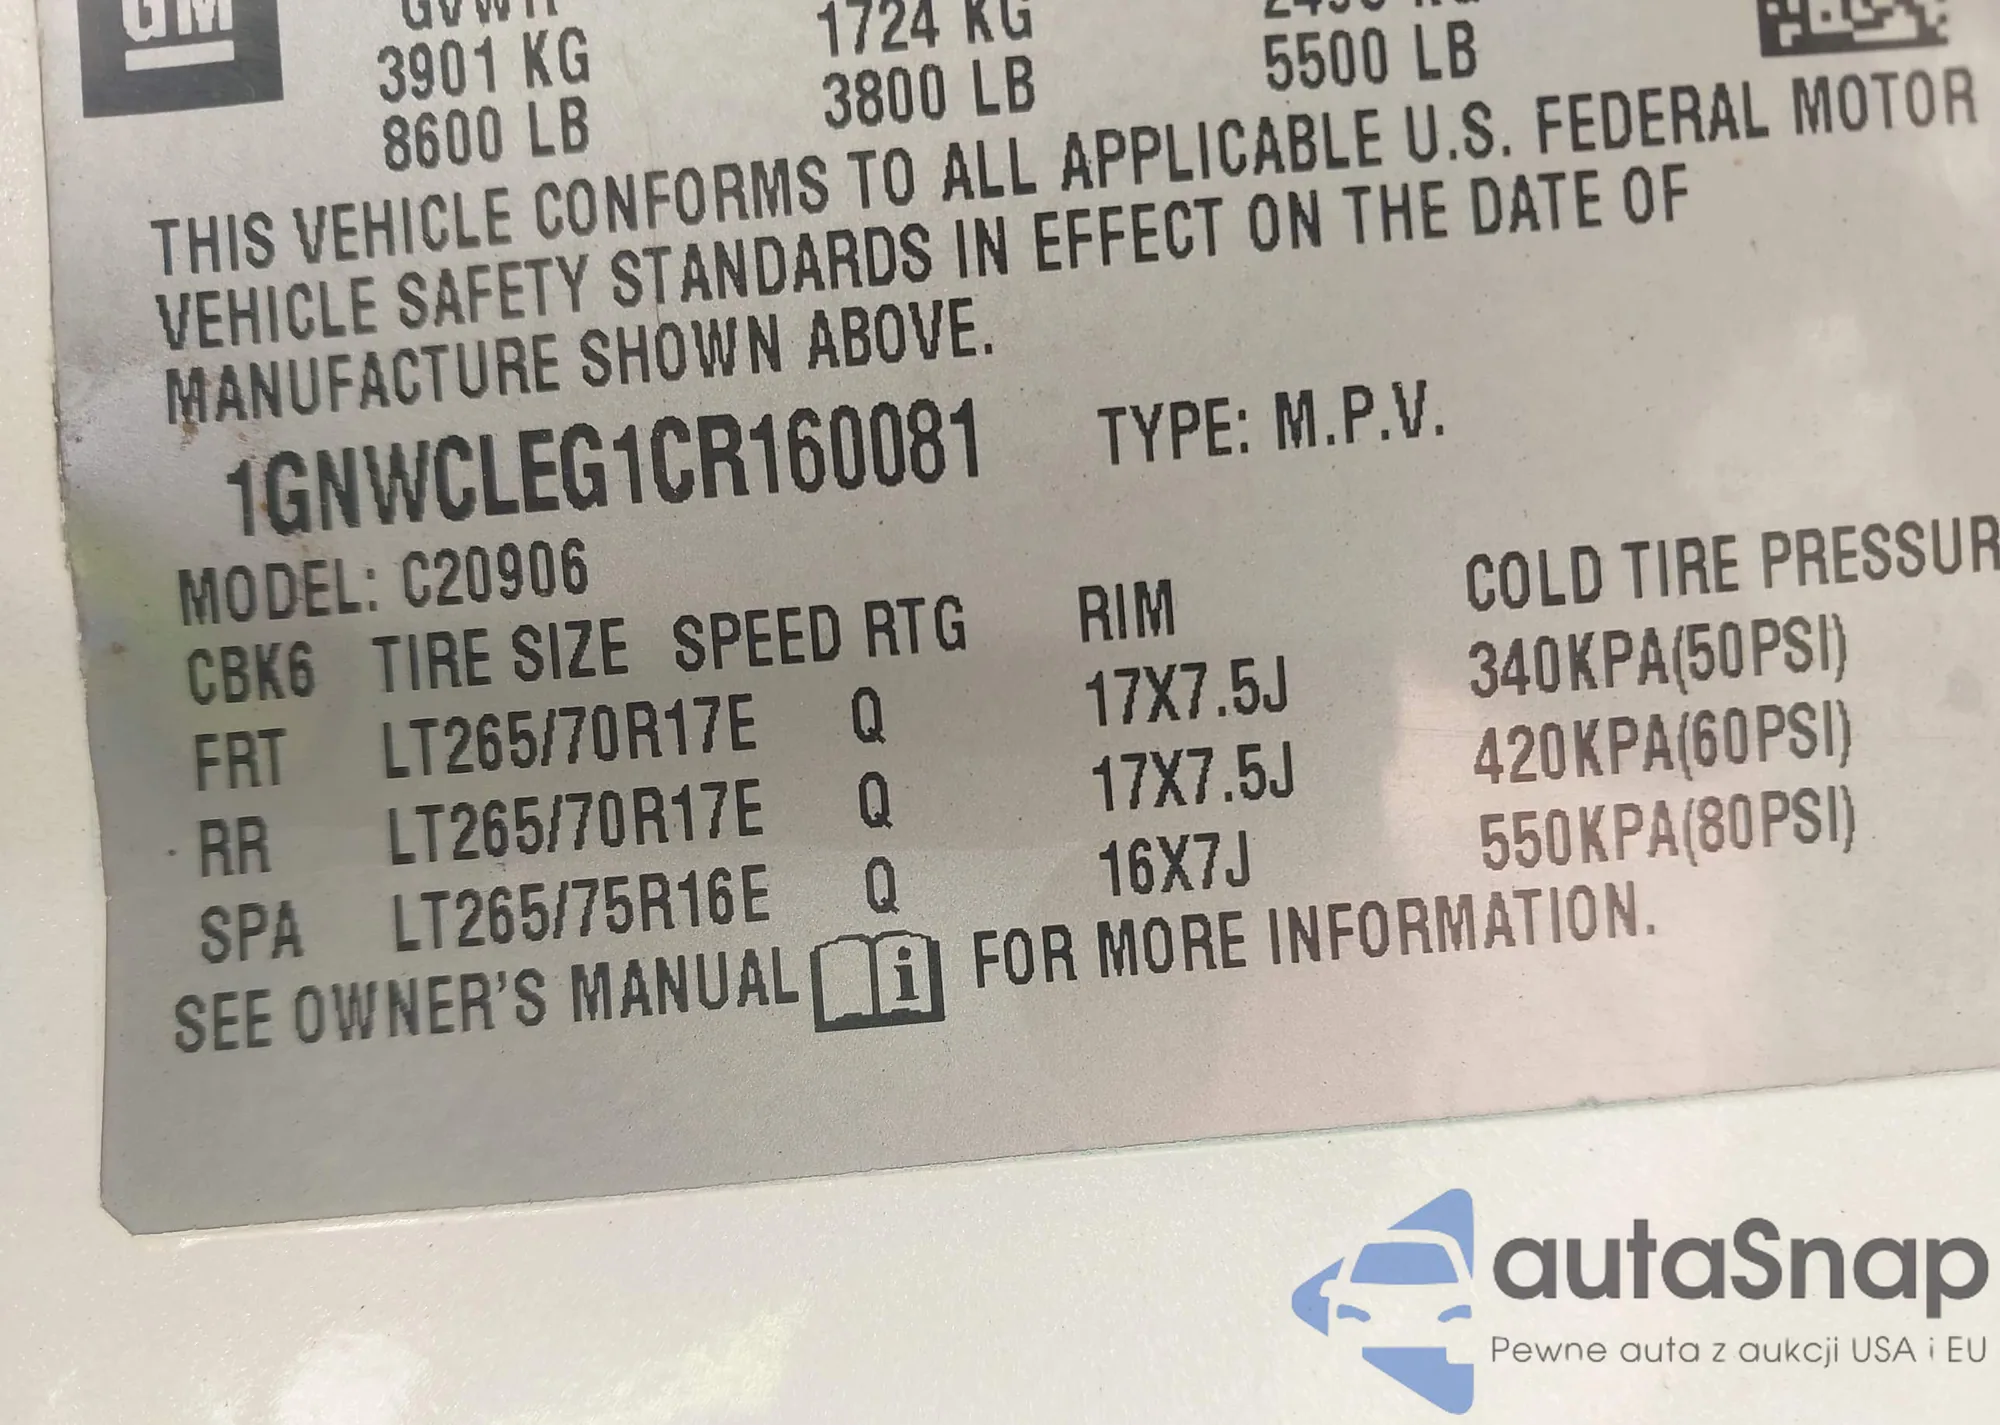 GM
GVWR
3901 KG 1724 KG
8600 LB 3800 LB 5500 LB
THIS VEHICLE CONFORMS TO ALL APPLICABLE U.S. FEDERAL MOTOR
VEHICLE SAFETY STANDARDS IN EFFECT ON THE DATE OF
MANUFACTURE SHOWN ABOVE.
1GNWCLEG1CR160081 TYPE: M.P.V.
MODEL: C20906
CBK6 TIRE SIZE SPEED RTG RIM COLD TIRE PRESSUR
FRT LT265/70R17E Q 17X7.5J 340KPA(50PSI)
RR LT265/70R17E Q 17X7.5J 420KPA(60PSI)
SPA LT265/75R16E Q 16X7J 550KPA(80PSI)
SEE OWNER'S MANUAL i FOR MORE INFORMATION.
autaSnap
Pewne auta z aukcji USA i EU